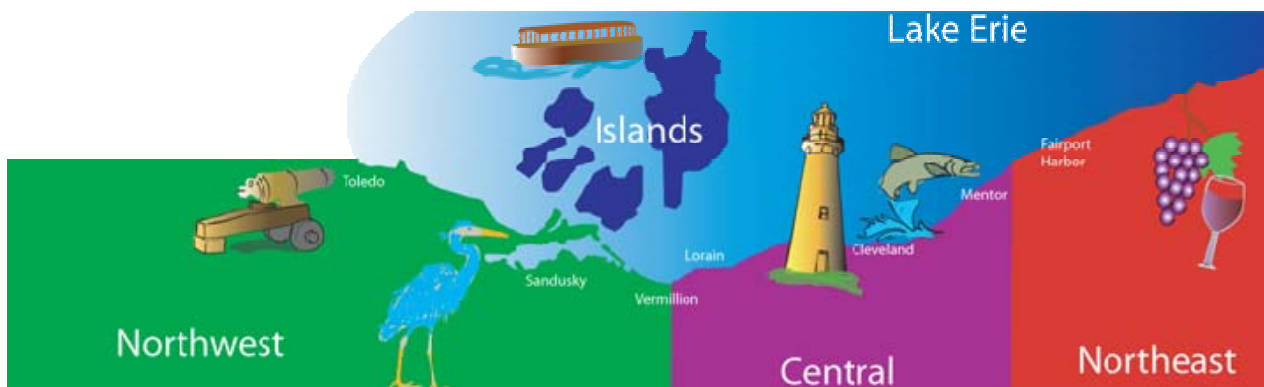 Lake Erie
Islands
Fairport
Harbor
Toledo
Mentor
Cleveland
Lorain
Sandusky
Vermillion
Northwest
Central
Northeast